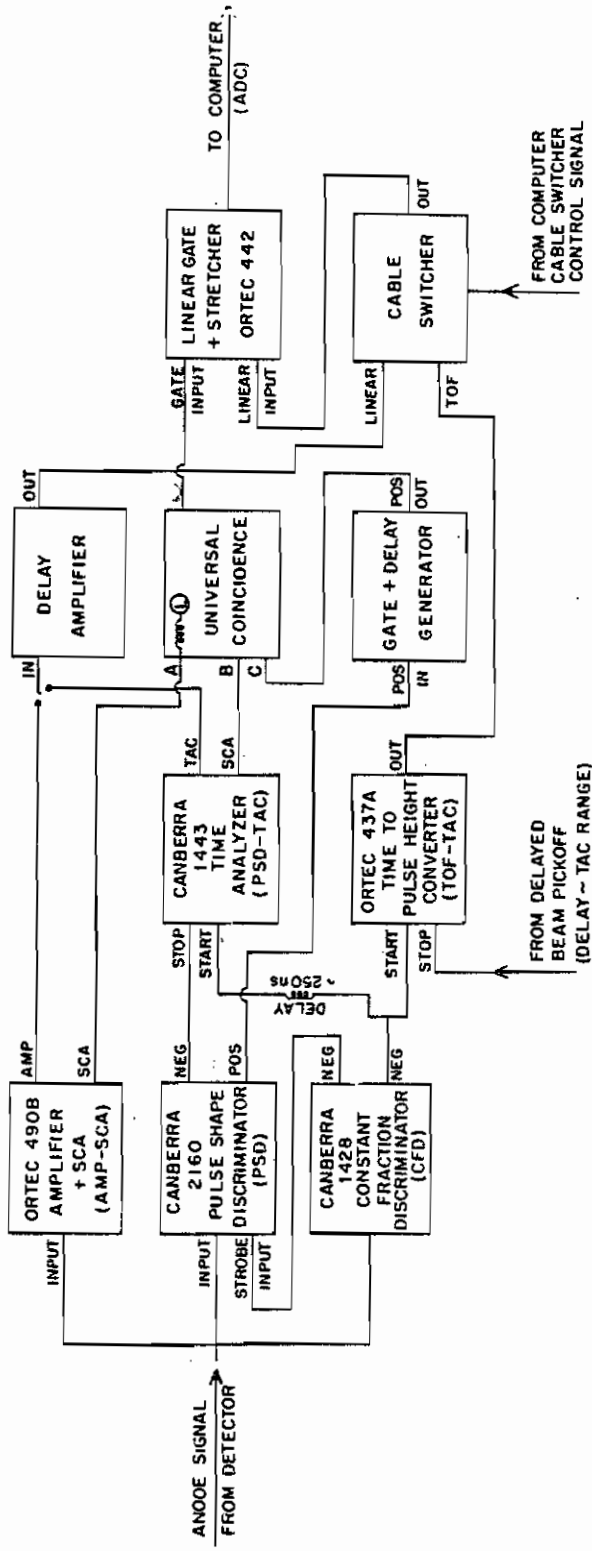 ANODE SIGNAL
FROM DETECTOR
INPUT
ORTEC 490B
AMPLIFIER
+ SCA
(AMP-SCA)
AMP
SCA
INPUT
STROBE
INPUT
CANBERRA
2160
PULSE SHAPE
DISCRIMINATOR
(PSD)
NEG
POS
CANBERRA
1428
CONSTANT
FRACTION
DISCRIMINATOR
(CFD)
NEG
NEG
DELAY
~ 250ns
STOP
START
CANBERRA
1443
TIME
ANALYZER
(PSD-TAC)
TAC
SCA
START
STOP
ORTEC 437A
TIME TO
PULSE HEIGHT
CONVERTER
(TOF-TAC)
OUT
FROM DELAYED
BEAM PICKOFF
(DELAY ~ TAC RANGE)
IN
DELAY
AMPLIFIER
OUT
A
B
C
L
UNIVERSAL
COINCIDENCE
POS
IN
GATE + DELAY
GENERATOR
POS
OUT
GATE
INPUT
LINEAR
INPUT
LINEAR GATE
+ STRETCHER
ORTEC 442
TO COMPUTER
(ADC)
LINEAR
TOF
CABLE
SWITCHER
OUT
FROM COMPUTER
CABLE SWITCHER
CONTROL SIGNAL